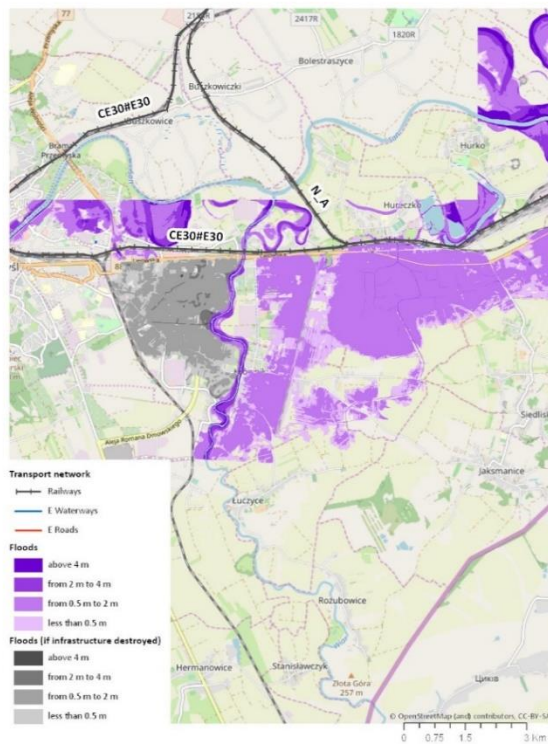 77
2417R
1820R
Bolestraszyce
Buszkowiczki
CE30#E30
Buszkowice
Brama
Hurko
N_A
Hureczko
CE30#E30
Siedliska
Aleja Romana Dmowskiego
Jaksmanice
Łuczyce
Rożubowice
Hermanowice
Stanisławczyk
Złota Góra
257 m
Циків
Transport network
Railways
E Waterways
E Roads
Floods
above 4 m
from 2 m to 4 m
from 0.5 m to 2 m
less than 0.5 m
Floods (if infrastructure destroyed)
above 4 m
from 2 m to 4 m
from 0.5 m to 2 m
less than 0.5 m
© OpenStreetMap (and) contributors, CC-BY-SA
0 0.75 1.5 3 Km